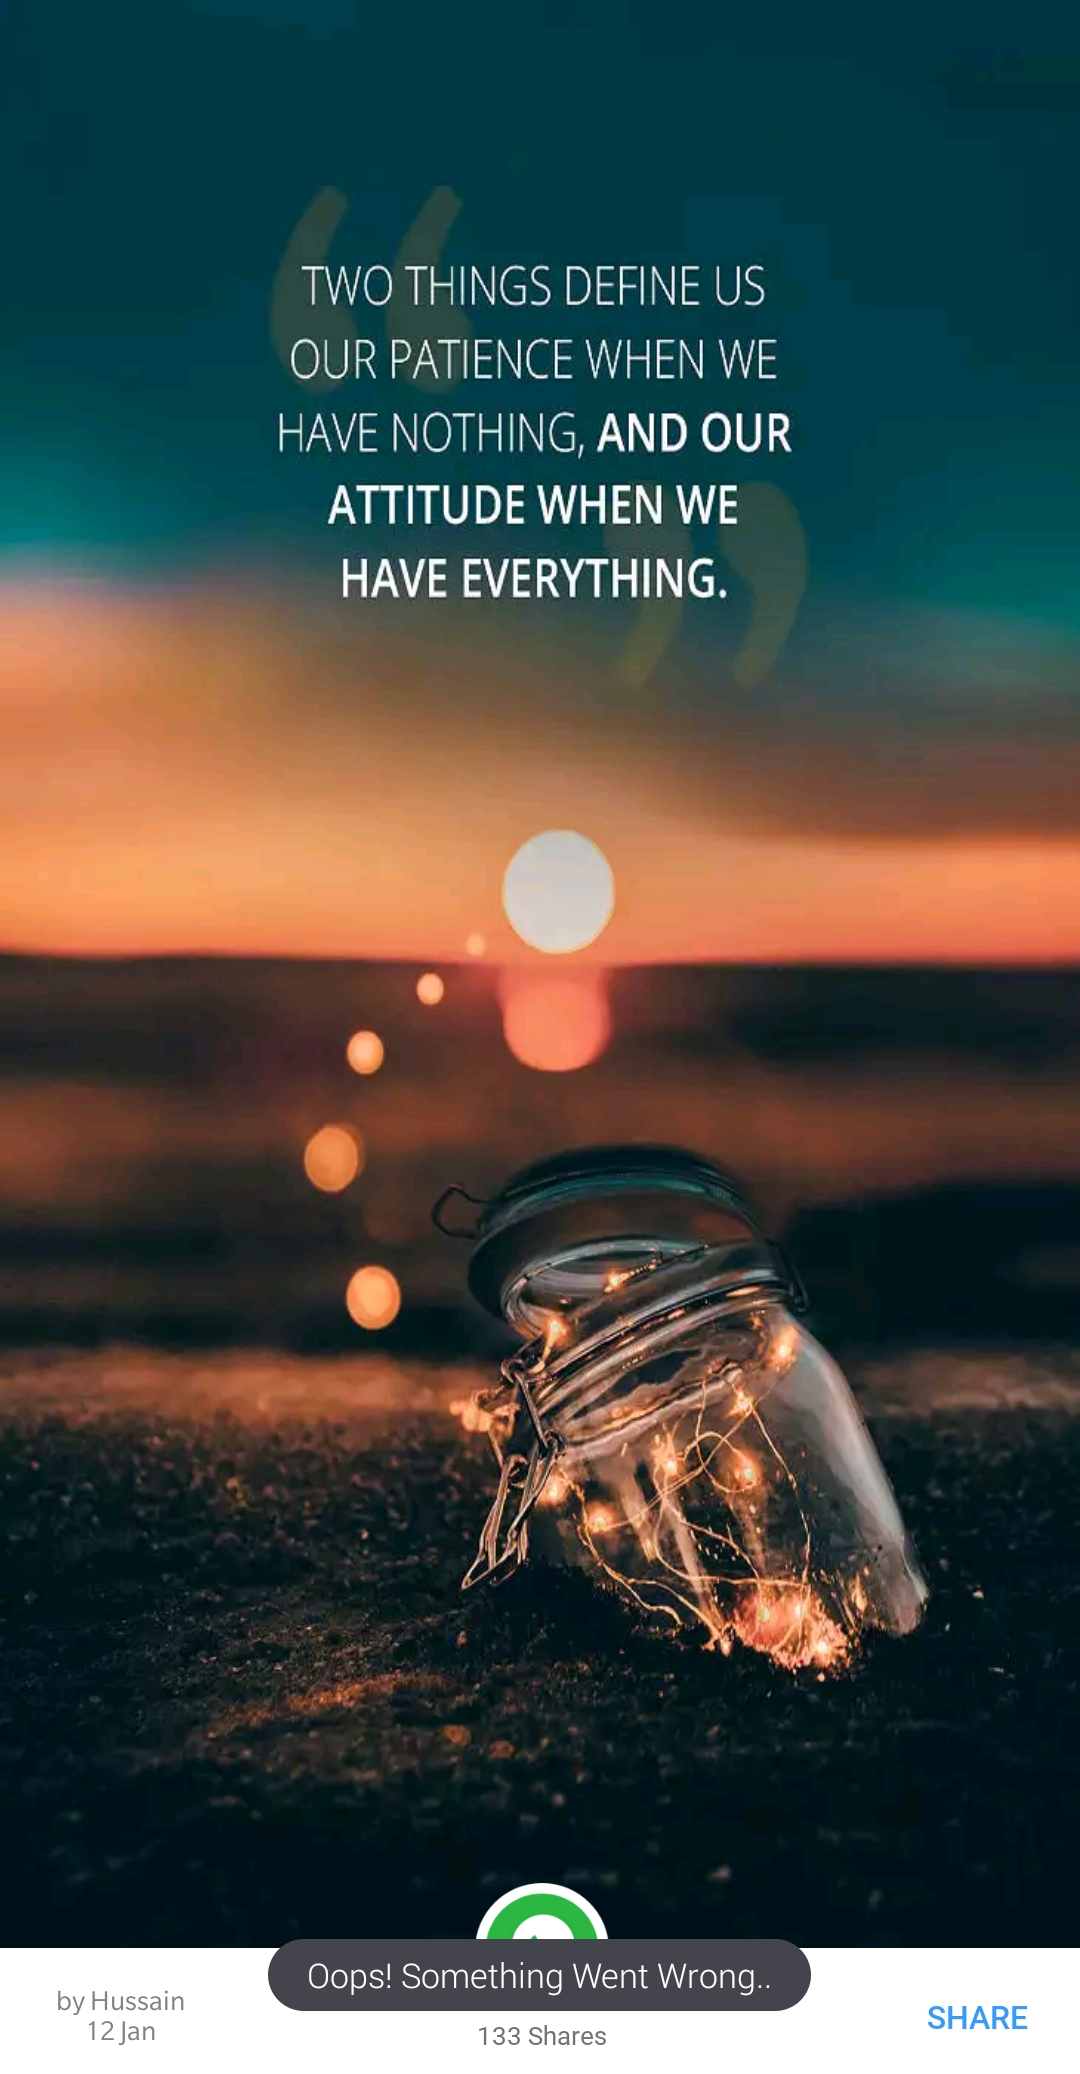 TWO THINGS DEFINE US
OUR PATIENCE WHEN WE
HAVE NOTHING, AND OUR
ATTITUDE WHEN WE
HAVE EVERYTHING.
Oops! Something Went Wrong..
by Hussain
12 Jan
133 Shares
SHARE